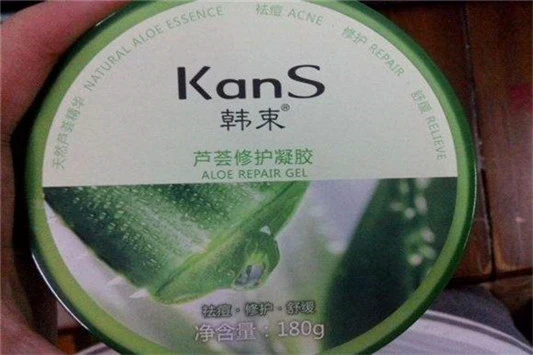 天然芦荟精华 NATURAL ALOE ESSENCE
祛痘 ACNE · 修护 REPAIR · 舒缓 RELIEVE
KanS
韩束®
芦荟修护凝胶
ALOE REPAIR GEL
祛痘 · 修护 · 舒缓
净含量：180g